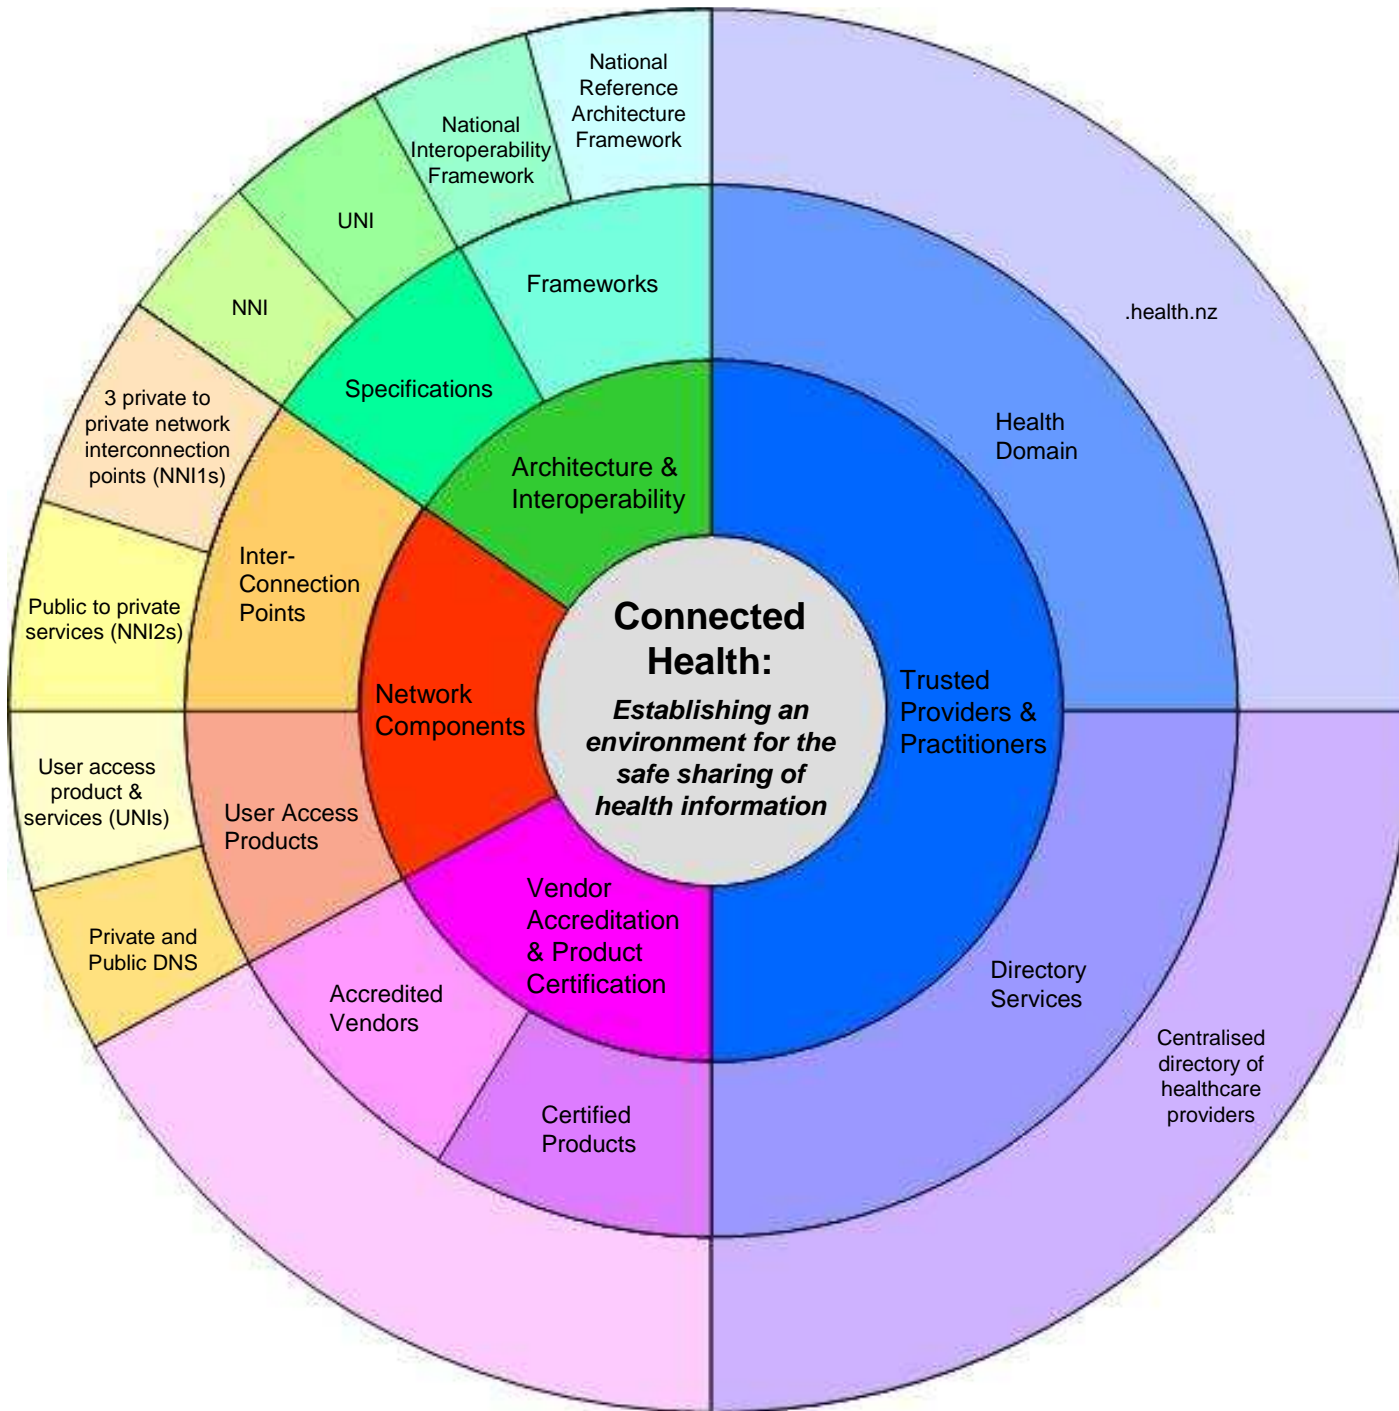 National
Reference
Architecture
Framework
National
Interoperability
Framework
UNI
NNI
3 private to
private network
interconnection
points (NNI1s)
Public to private
services (NNI2s)
User access
product &
services (UNIs)
Private and
Public DNS
Frameworks
Specifications
Inter-
Connection
Points
User Access
Products
Accredited
Vendors
Certified
Products
Architecture &
Interoperability
Network
Components
Vendor
Accreditation
& Product
Certification
Connected
Health:
Establishing an
environment for the
safe sharing of
health information
Trusted
Providers &
Practitioners
Health
Domain
.health.nz
Directory
Services
Centralised
directory of
healthcare
providers